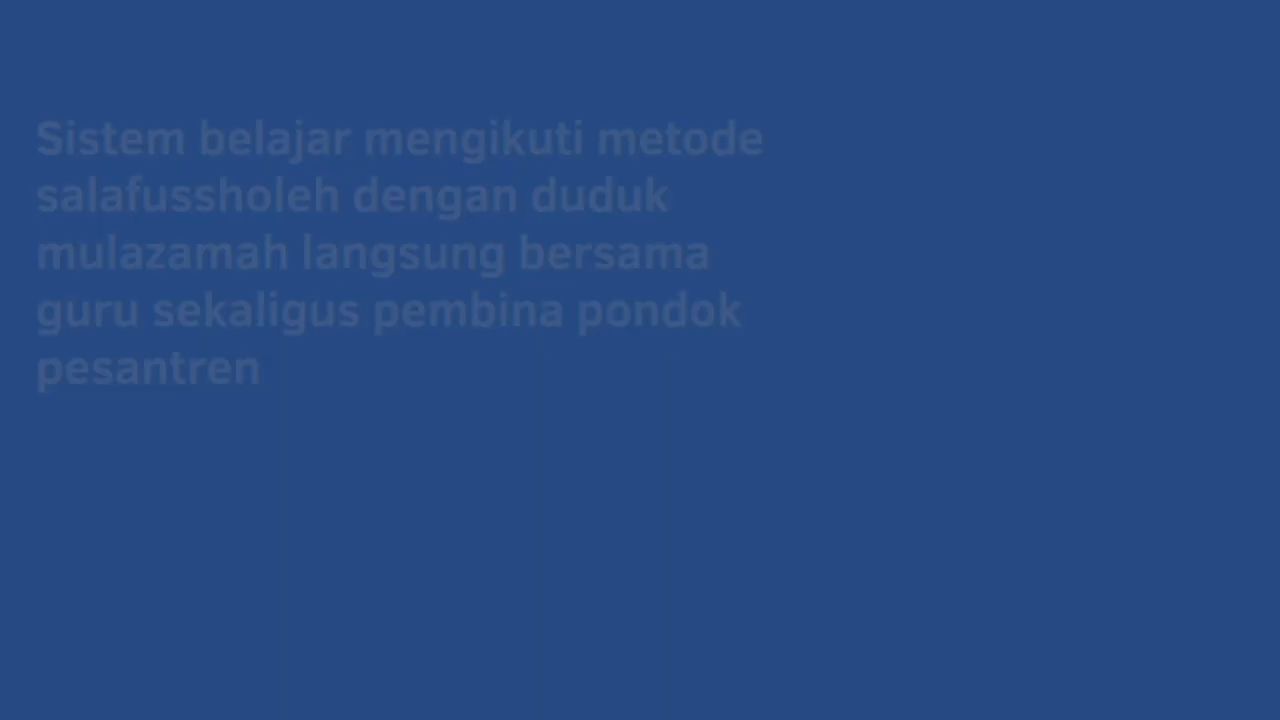 Sistem belajar mengikuti metode
salafussholeh dengan duduk
mulazamah langsung bersama
guru sekaligus pembina pondok
pesantren